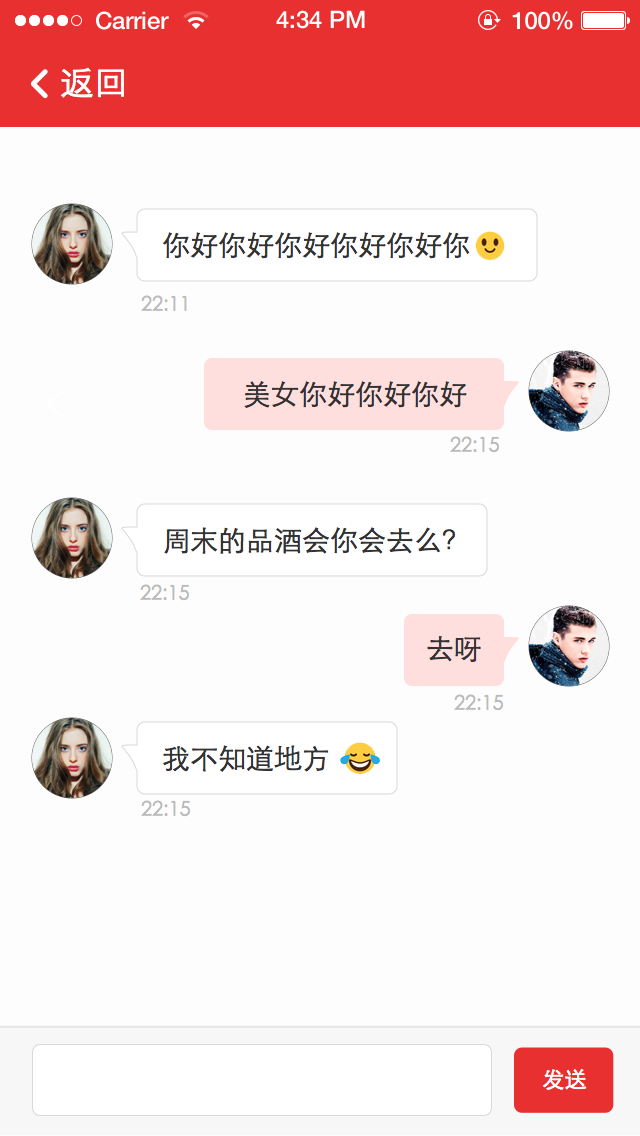 Carrier 4:34 PM 100%
返回
你好你好你好你好你好你🙂
22:11
美女你好你好你好
22:15
周末的品酒会你会去么?
22:15
去呀
22:15
我不知道地方 😂
22:15
发送